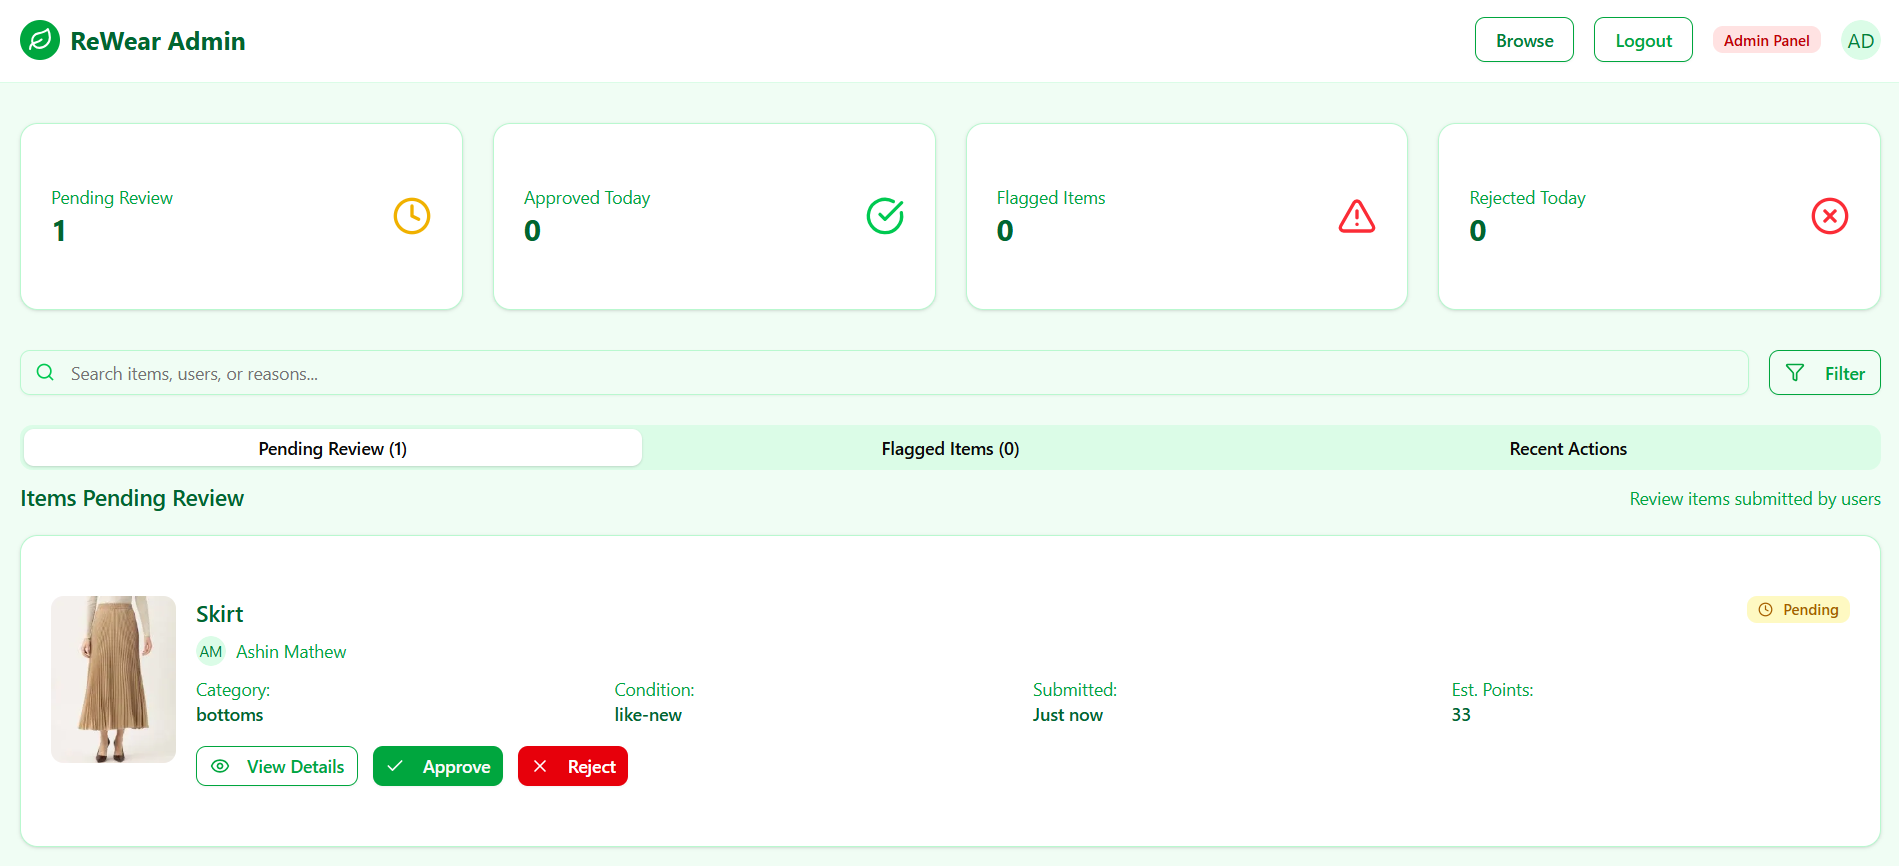 ReWear Admin
Browse
Logout
Admin Panel
AD
Pending Review
1
Approved Today
0
Flagged Items
0
Rejected Today
0
Search items, users, or reasons...
Filter
Pending Review (1)
Flagged Items (0)
Recent Actions
Items Pending Review
Review items submitted by users
Skirt
Pending
AM Ashin Mathew
Category:
bottoms
Condition:
like-new
Submitted:
Just now
Est. Points:
33
View Details
Approve
Reject